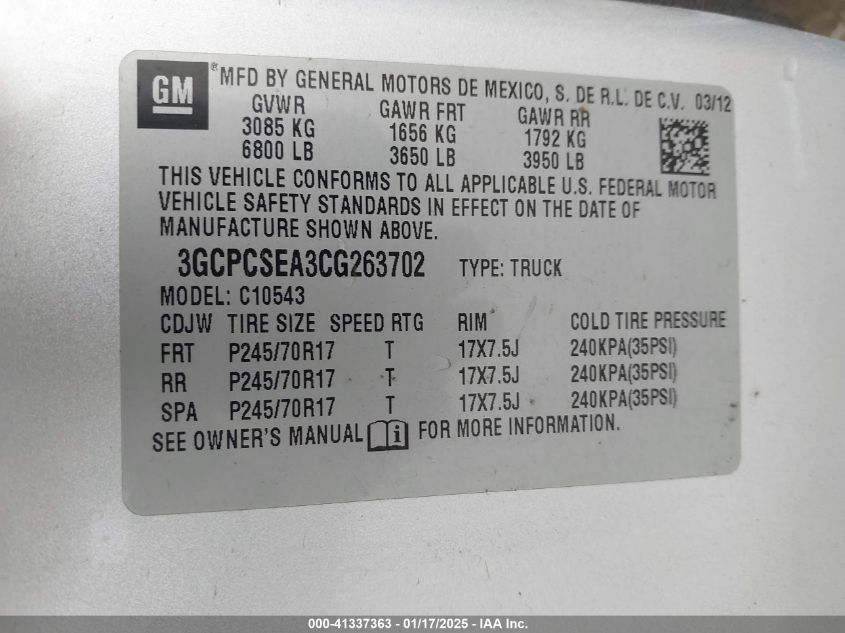 GM ® MFD BY GENERAL MOTORS DE MEXICO, S. DE R.L. DE C.V. 03/12
GVWR GAWR FRT GAWR RR
3085 KG 1656 KG 1792 KG
6800 LB 3650 LB 3950 LB
THIS VEHICLE CONFORMS TO ALL APPLICABLE U.S. FEDERAL MOTOR
VEHICLE SAFETY STANDARDS IN EFFECT ON THE DATE OF
MANUFACTURE SHOWN ABOVE.
3GCPCSEA3CG263702 TYPE: TRUCK
MODEL: C10543
CDJW TIRE SIZE SPEED RTG RIM COLD TIRE PRESSURE
FRT P245/70R17 T 17X7.5J 240KPA(35PSI)
RR P245/70R17 T 17X7.5J 240KPA(35PSI)
SPA P245/70R17 T 17X7.5J 240KPA(35PSI)
SEE OWNER'S MANUAL i FOR MORE INFORMATION.
000-41337363 - 01/17/2025 - IAA Inc.